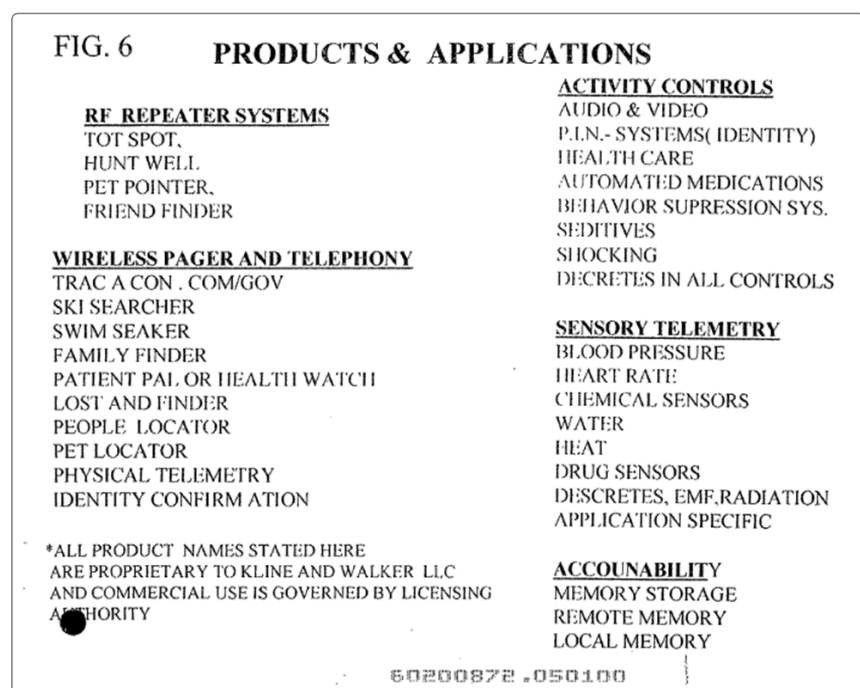 FIG. 6
PRODUCTS & APPLICATIONS
RF REPEATER SYSTEMS
TOT SPOT,
HUNT WELL
PET POINTER,
FRIEND FINDER
WIRELESS PAGER AND TELEPHONY
TRAC A CON . COM/GOV
SKI SEARCHER
SWIM SEAKER
FAMILY FINDER
PATIENT PAL OR HEALTH WATCH
LOST AND FINDER
PEOPLE LOCATOR
PET LOCATOR
PHYSICAL TELEMETRY
IDENTITY CONFIRM ATION
*ALL PRODUCT NAMES STATED HERE
ARE PROPRIETARY TO KLINE AND WALKER LLC
AND COMMERCIAL USE IS GOVERNED BY LICENSING
AUTHORITY
ACTIVITY CONTROLS
AUDIO & VIDEO
P.I.N.- SYSTEMS( IDENTITY)
HEALTH CARE
AUTOMATED MEDICATIONS
BEHAVIOR SUPRESSION SYS.
SEDITIVES
SHOCKING
DECRETES IN ALL CONTROLS
SENSORY TELEMETRY
BLOOD PRESSURE
HEART RATE
CHEMICAL SENSORS
WATER
HEAT
DRUG SENSORS
DESCRETES, EMF,RADIATION
APPLICATION SPECIFIC
ACCOUNABILITY
MEMORY STORAGE
REMOTE MEMORY
LOCAL MEMORY
60200872.050100